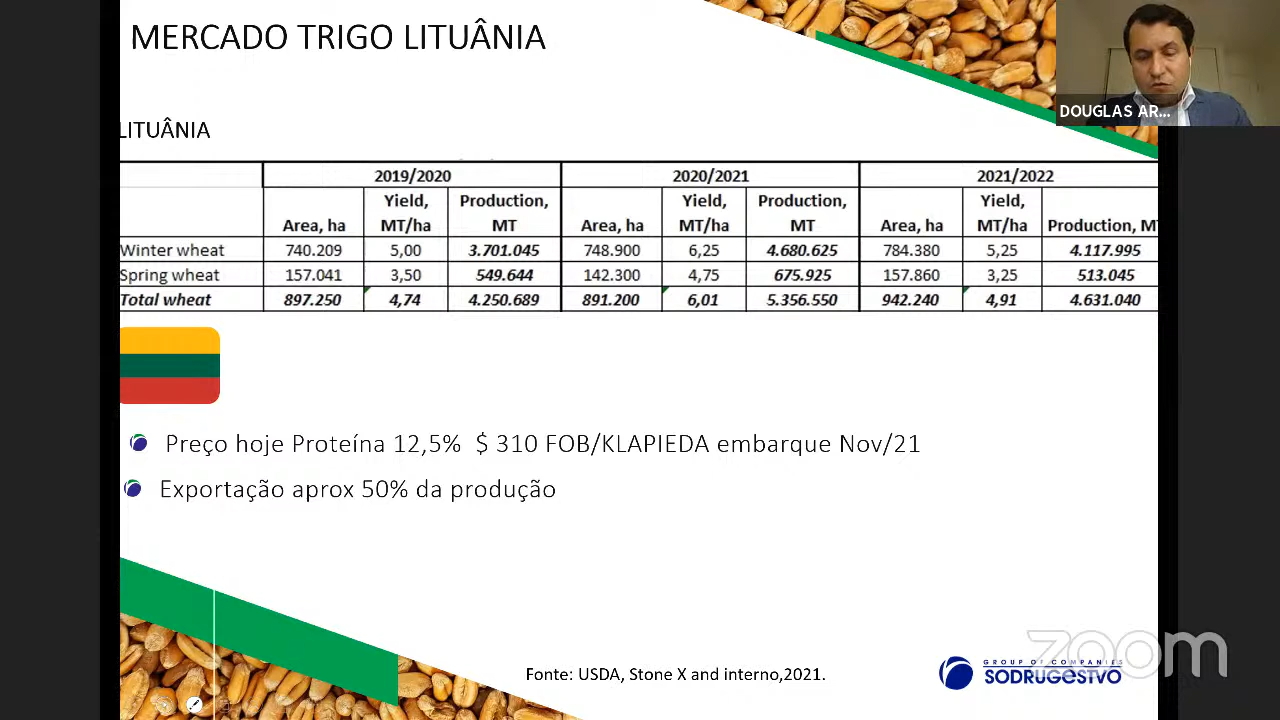 MERCADO TRIGO LITUÂNIA
DOUGLAS AR...
LITUÂNIA
2019/2020 2020/2021 2021/2022
Area, ha Yield, MT/ha Production, MT Area, ha Yield, MT/ha Production, MT Area, ha Yield, MT/ha Production, MT
Winter wheat 740.209 5,00 3.701.045 748.900 6,25 4.680.625 784.380 5,25 4.117.995
Spring wheat 157.041 3,50 549.644 142.300 4,75 675.925 157.860 3,25 513.045
Total wheat 897.250 4,74 4.250.689 891.200 6,01 5.356.550 942.240 4,91 4.631.040
Preço hoje Proteína 12,5% $ 310 FOB/KLAPIEDA embarque Nov/21
Exportação aprox 50% da produção
Fonte: USDA, Stone X and interno,2021.
GROUP OF COMPANIES
SODRUGESTVO
zoom